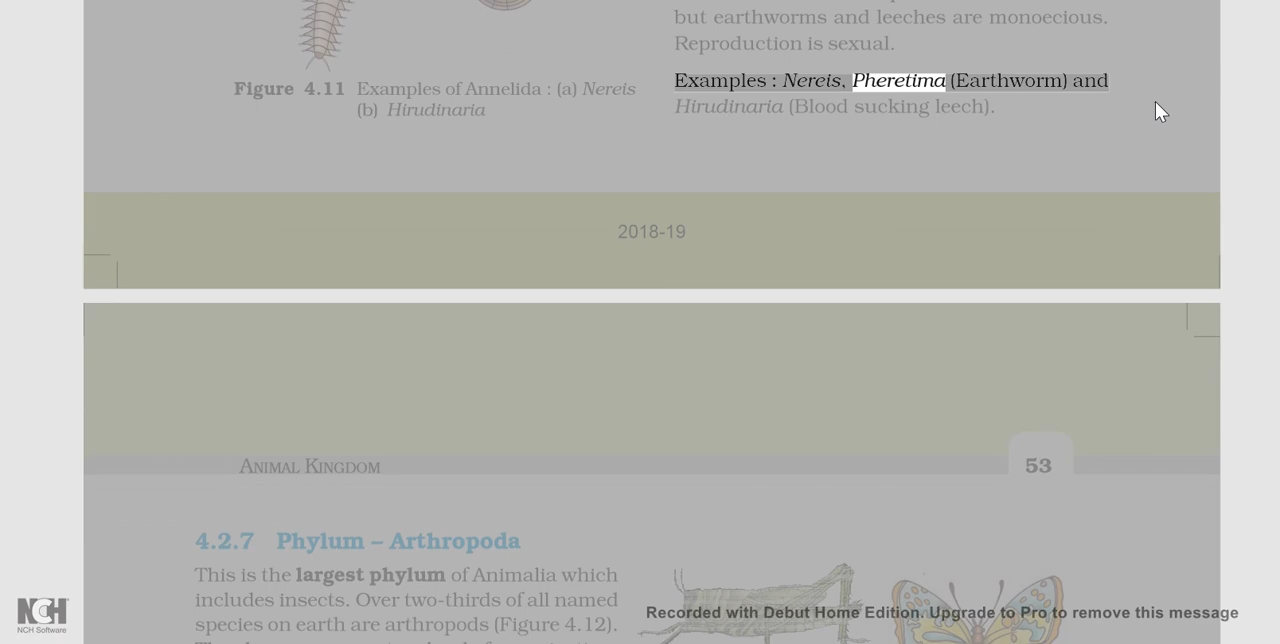 but earthworms and leeches are monoecious.
Reproduction is sexual.
Examples : Nereis, Pheretima (Earthworm) and
Hirudinaria (Blood sucking leech).
Figure 4.11 Examples of Annelida : (a) Nereis
(b) Hirudinaria
2018-19
ANIMAL KINGDOM
53
4.2.7 Phylum – Arthropoda
This is the largest phylum of Animalia which
includes insects. Over two-thirds of all named
species on earth are arthropods (Figure 4.12).
NCH
NCH Software
Recorded with Debut Home Edition. Upgrade to Pro to remove this message